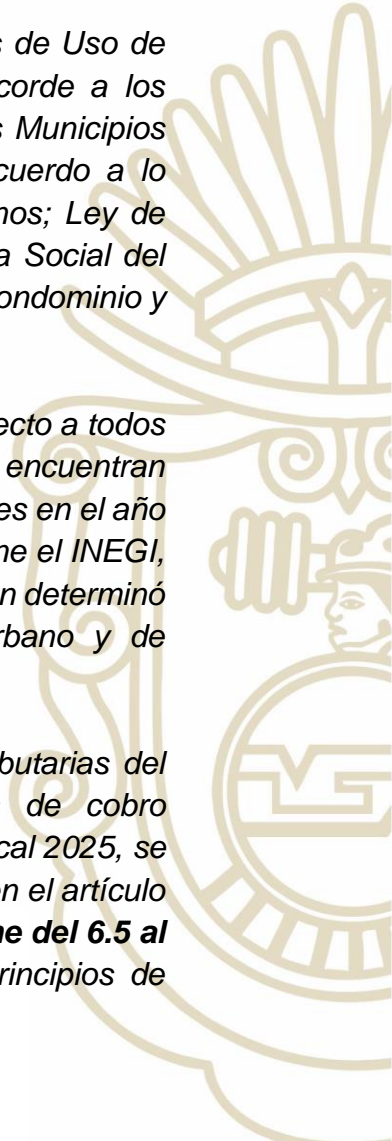 s de Uso de
corde a los
s Municipios
cuerdo a lo
nos; Ley de
a Social del
ondominio y
ecto a todos
encuentran
es en el año
ne el INEGI,
n determinó
rbano y de
butarias del
de cobro
cal 2025, se
en el artículo
ne del 6.5 al
rincipios de